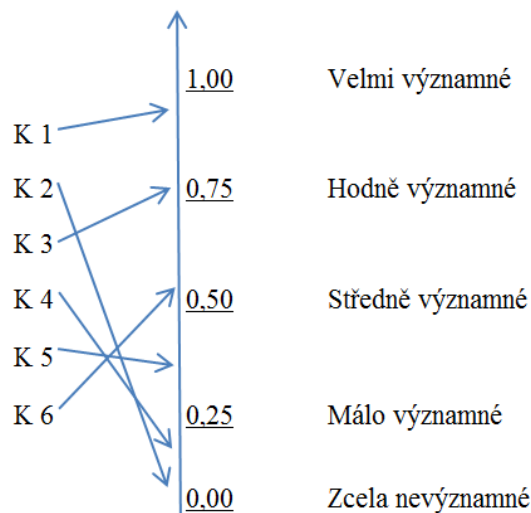 1,00 Velmi významné
K 1
K 2 0,75 Hodně významné
K 3
K 4 0,50 Středně významné
K 5
K 6 0,25 Málo významné
0,00 Zcela nevýznamné